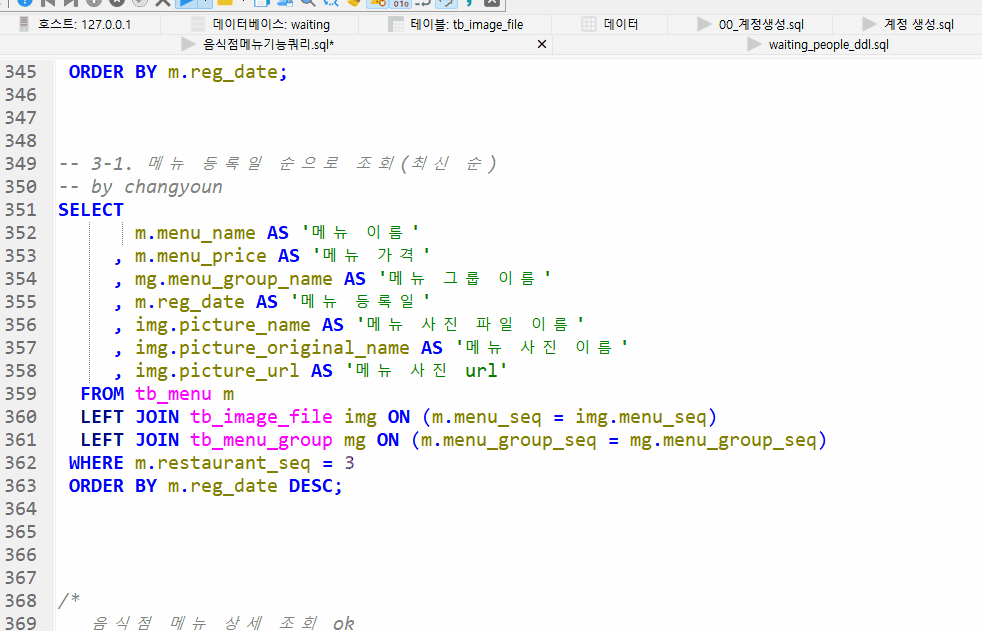 호스트: 127.0.0.1 데이터베이스: waiting 테이블: tb_image_file 데이터 00_계정생성.sql 계정 생성.sql
음식점메뉴기능쿼리.sql* waiting_people_ddl.sql
345 ORDER BY m.reg_date;
346
347
348
349 -- 3-1. 메뉴 등록일 순으로 조회(최신 순)
350 -- by changyoun
351 SELECT
352 m.menu_name AS '메뉴 이름'
353 , m.menu_price AS '메뉴 가격'
354 , mg.menu_group_name AS '메뉴 그룹 이름'
355 , m.reg_date AS '메뉴 등록일'
356 , img.picture_name AS '메뉴 사진 파일 이름'
357 , img.picture_original_name AS '메뉴 사진 이름'
358 , img.picture_url AS '메뉴 사진 url'
359 FROM tb_menu m
360 LEFT JOIN tb_image_file img ON (m.menu_seq = img.menu_seq)
361 LEFT JOIN tb_menu_group mg ON (m.menu_group_seq = mg.menu_group_seq)
362 WHERE m.restaurant_seq = 3
363 ORDER BY m.reg_date DESC;
364
365
366
367
368 /*
369 음식점 메뉴 상세 조회 ok